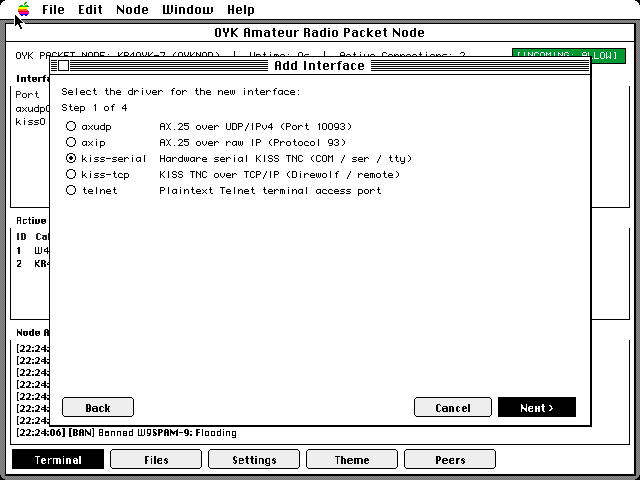 File Edit Node Window Help
OYK Amateur Radio Packet Node
OYK PACKET NODE: KR4OYK-7 (OYKNOD) | Uptime: 0s | Active Connections: 2 [INCOMING: ALLOW]
Add Interface
Interfa
Select the driver for the new interface:
Port
Step 1 of 4
axudp0
kiss0
axudp AX.25 over UDP/IPv4 (Port 10093)
axip AX.25 over raw IP (Protocol 93)
kiss-serial Hardware serial KISS TNC (COM / ser / tty)
kiss-tcp KISS TNC over TCP/IP (Direwolf / remote)
telnet Plaintext Telnet terminal access port
Active
ID Cal
1 W4
2 KR4
Node A
[22:24:
[22:24:
[22:24:
[22:24:
[22:24:
[22:24:
[22:24:
Back Cancel Next >
[22:24:06] [BAN] Banned W9SPAM-9: Flooding
Terminal Files Settings Theme Peers